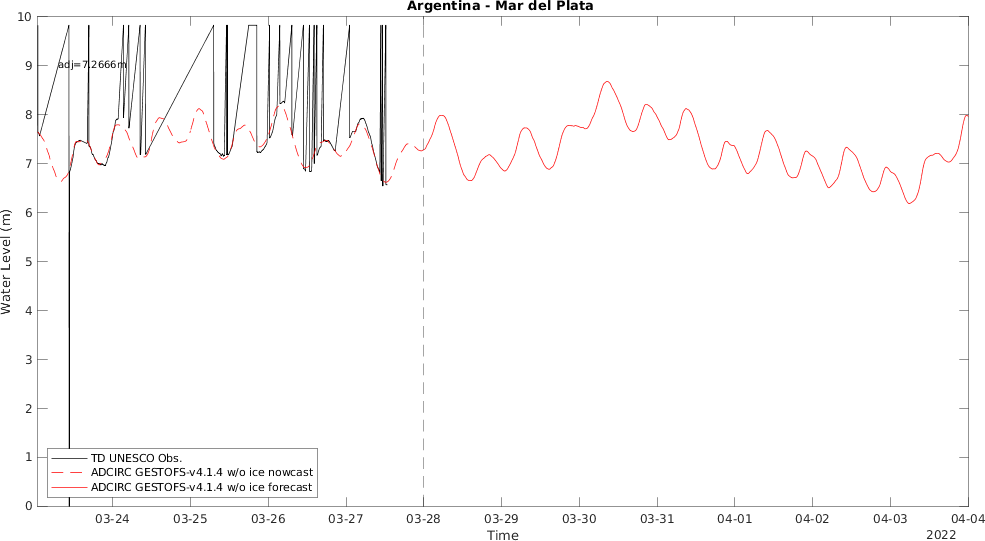 Argentina - Mar del Plata
10
9
8
7
6
5
4
3
2
1
0
Water Level (m)
adj=7.2666m
TD UNESCO Obs.
ADCIRC GESTOFS-v4.1.4 w/o ice nowcast
ADCIRC GESTOFS-v4.1.4 w/o ice forecast
03-24 03-25 03-26 03-27 03-28 03-29 03-30 03-31 04-01 04-02 04-03 04-04
Time
2022